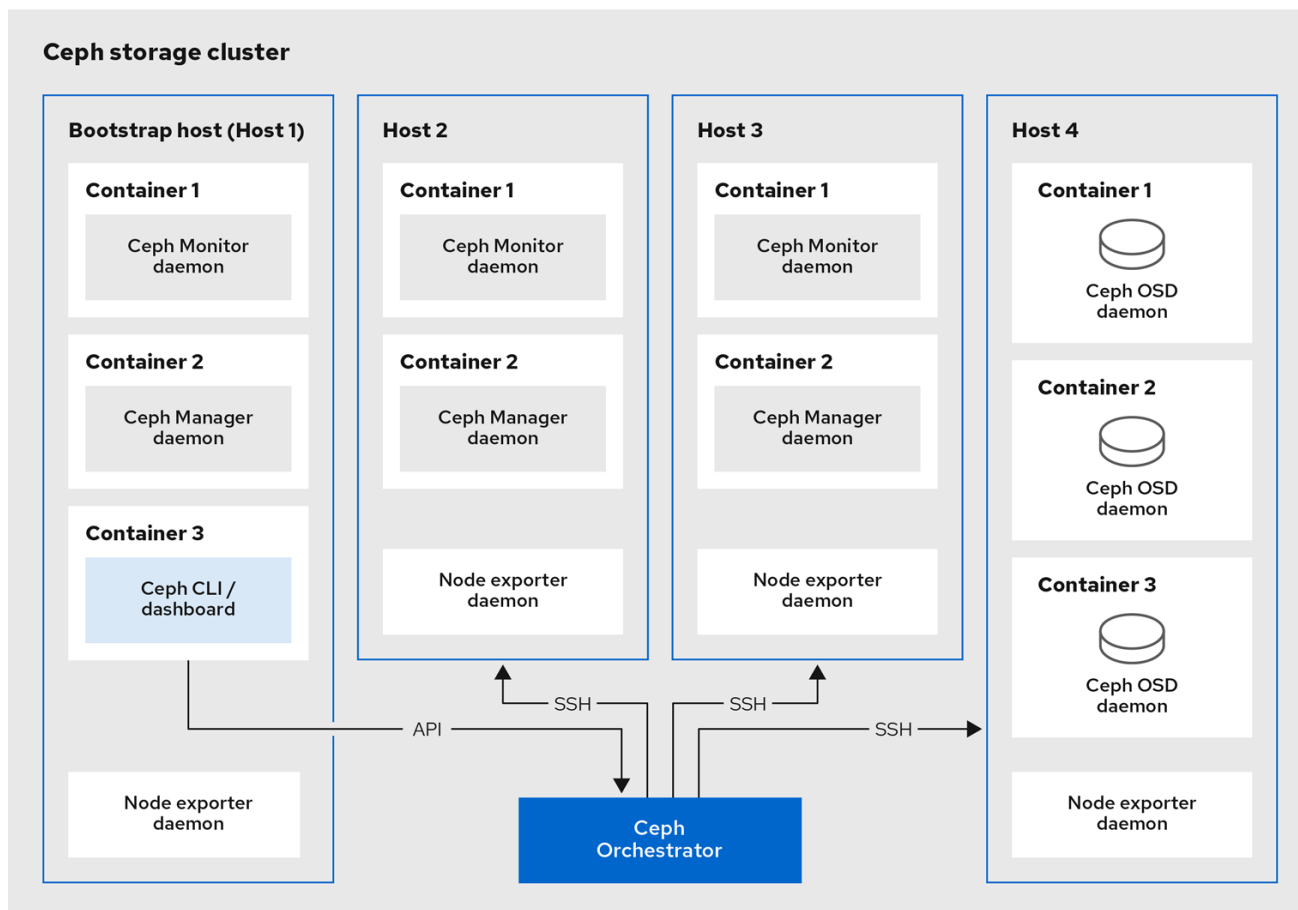 Ceph storage cluster
Bootstrap host (Host 1)
Container 1
Ceph Monitor
daemon
Container 2
Ceph Manager
daemon
Container 3
Ceph CLI /
dashboard
Node exporter
daemon
Host 2
Container 1
Ceph Monitor
daemon
Container 2
Ceph Manager
daemon
Node exporter
daemon
Host 3
Container 1
Ceph Monitor
daemon
Container 2
Ceph Manager
daemon
Node exporter
daemon
Host 4
Container 1
Ceph OSD
daemon
Container 2
Ceph OSD
daemon
Container 3
Ceph OSD
daemon
Node exporter
daemon
SSH
SSH
API
SSH
Ceph
Orchestrator